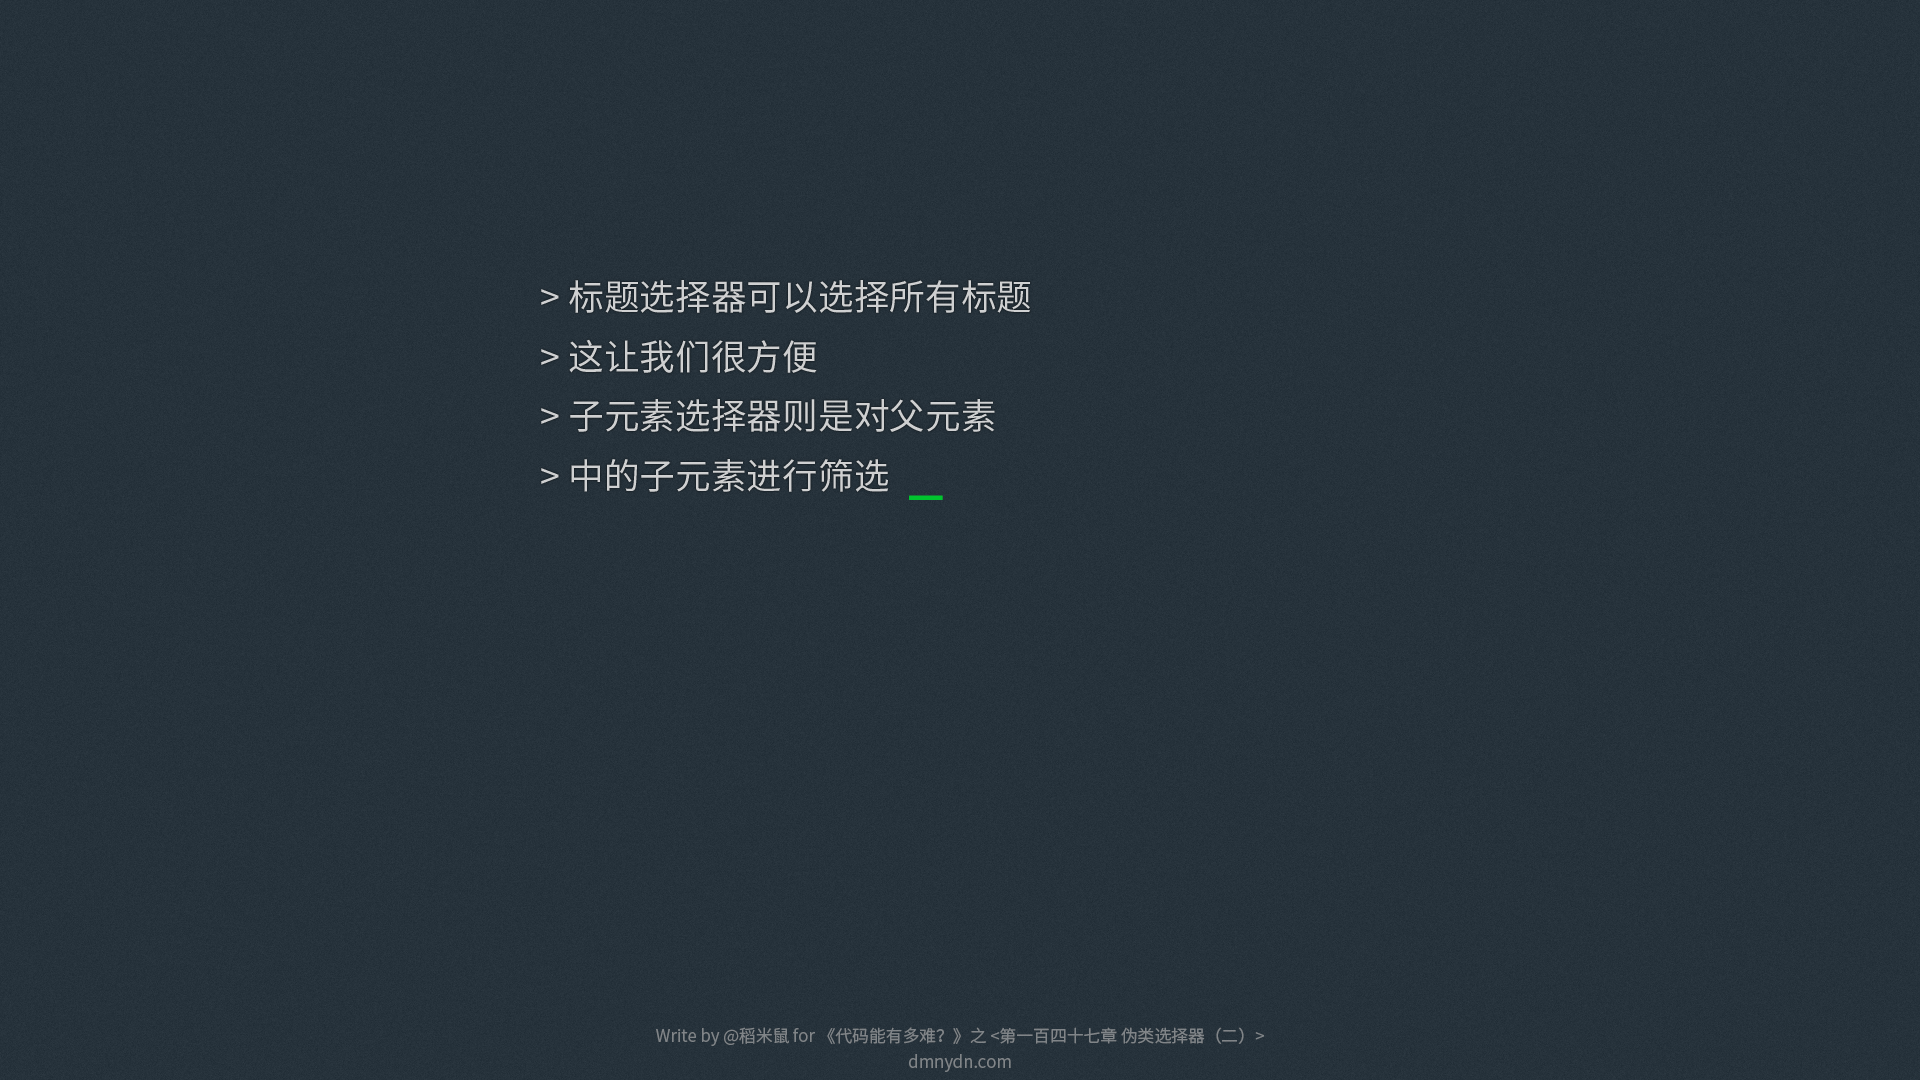 > 标题选择器可以选择所有标题
> 这让我们很方便
> 子元素选择器则是对父元素
> 中的子元素进行筛选 _
Write by @稻米鼠 for 《代码能有多难？》之 <第一百四十七章 伪类选择器（二）>
dmnydn.com